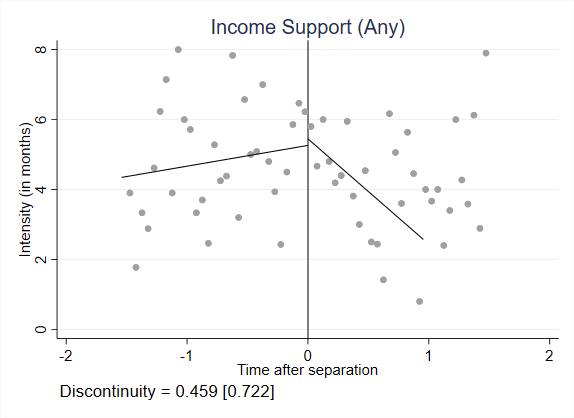 Income Support (Any)
Intensity (in months)
8
6
4
2
0
-2 -1 0 1 2
Time after separation
Discontinuity = 0.459 [0.722]